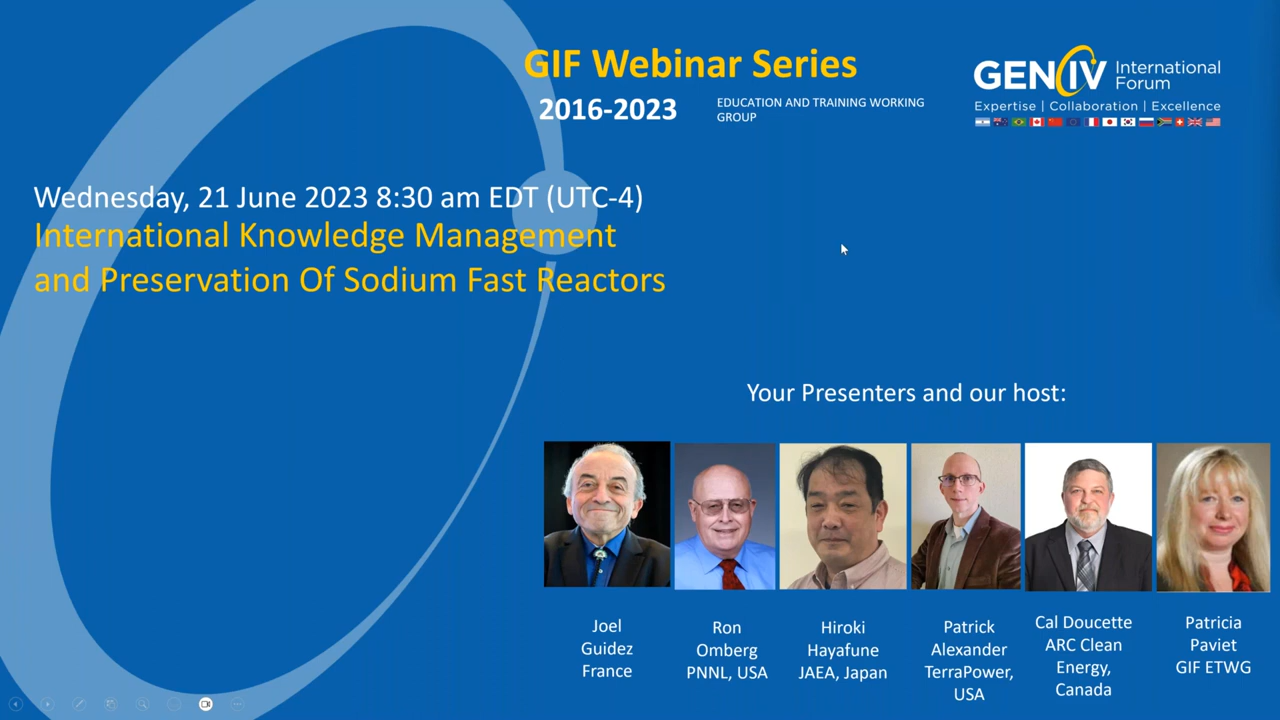 GIF Webinar Series
2016-2023
EDUCATION AND TRAINING WORKING
GROUP
GENIV
International
Forum
Expertise | Collaboration | Excellence
Wednesday, 21 June 2023 8:30 am EDT (UTC-4)
International Knowledge Management
and Preservation Of Sodium Fast Reactors
Your Presenters and our host:
Joel
Guidez
France
Ron
Omberg
PNNL, USA
Hiroki
Hayafune
JAEA, Japan
Patrick
Alexander
TerraPower,
USA
Cal Doucette
ARC Clean
Energy,
Canada
Patricia
Paviet
GIF ETWG